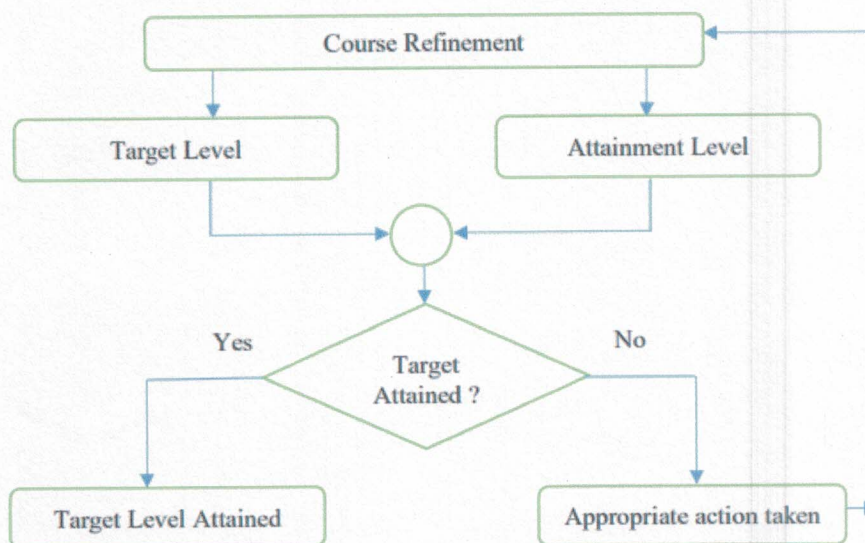 Course Refinement
Target Level
Attainment Level
Yes
No
Target
Attained ?
Target Level Attained
Appropriate action taken